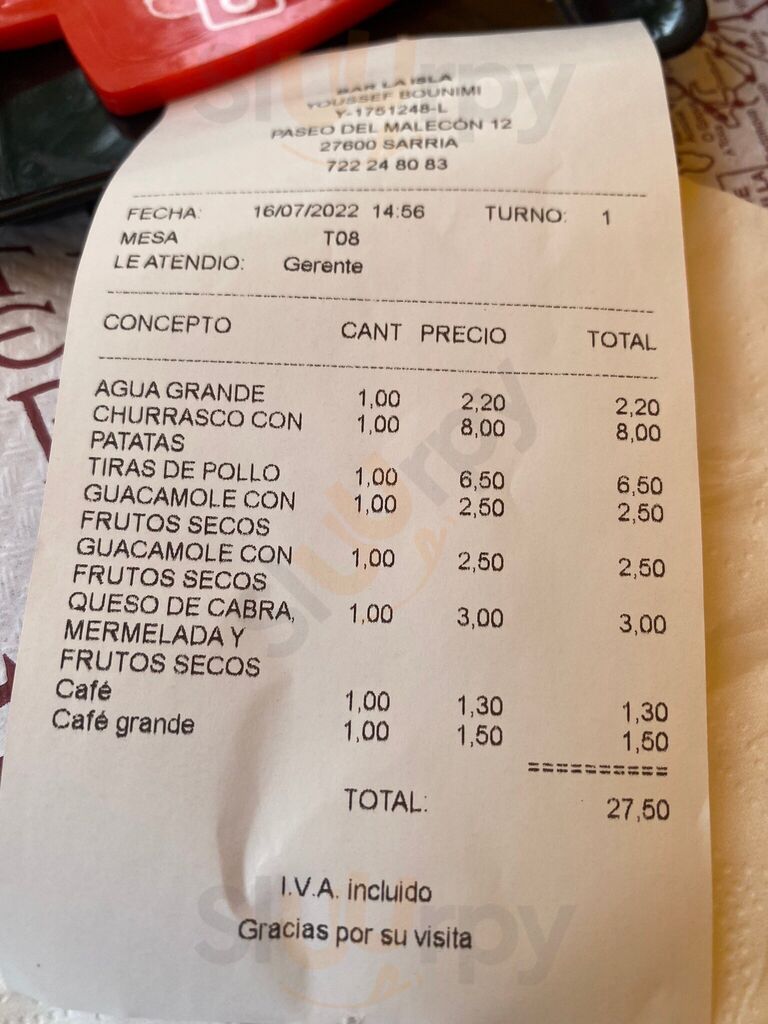 BAR LA ISLA
YOUSSEF BOUNIMI
Y-1751248-L
PASEO DEL MALECÓN 12
27600 SARRIA
722 24 80 83
FECHA: 16/07/2022 14:56 TURNO: 1
MESA T08
LE ATENDIO: Gerente
CONCEPTO CANT PRECIO TOTAL
AGUA GRANDE 1,00 2,20 2,20
CHURRASCO CON 1,00 8,00 8,00
PATATAS
TIRAS DE POLLO 1,00 6,50 6,50
GUACAMOLE CON 1,00 2,50 2,50
FRUTOS SECOS
GUACAMOLE CON 1,00 2,50 2,50
FRUTOS SECOS
QUESO DE CABRA, 1,00 3,00 3,00
MERMELADA Y
FRUTOS SECOS
Café 1,00 1,30 1,30
Café grande 1,00 1,50 1,50
==========
TOTAL: 27,50
I.V.A. incluido
Gracias por su visita
slurpy
slurpy
slurpy